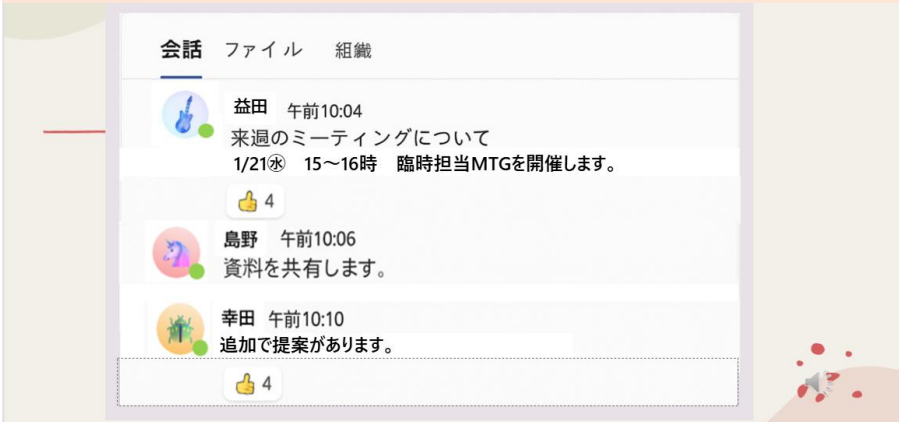 会話 ファイル 組織
益田 午前10:04
来週のミーティングについて
1/21㊌ 15～16時 臨時担当MTGを開催します。
👍 4
島野 午前10:06
資料を共有します。
幸田 午前10:10
追加で提案があります。
👍 4